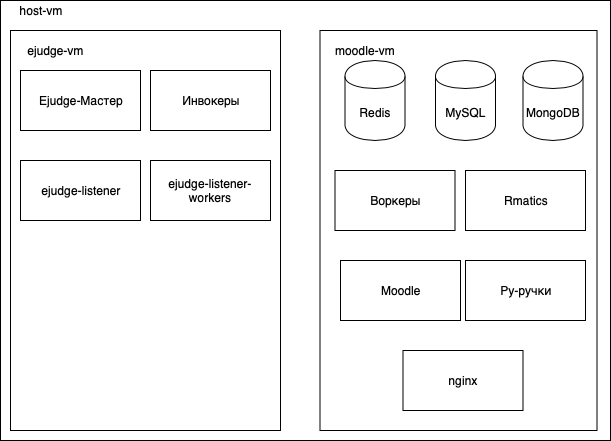 host-vm
ejudge-vm
Ejudge-Мастер
Инвокеры
ejudge-listener
ejudge-listener-
workers
moodle-vm
Redis
MySQL
MongoDB
Воркеры
Rmatics
Moodle
Ру-ручки
nginx